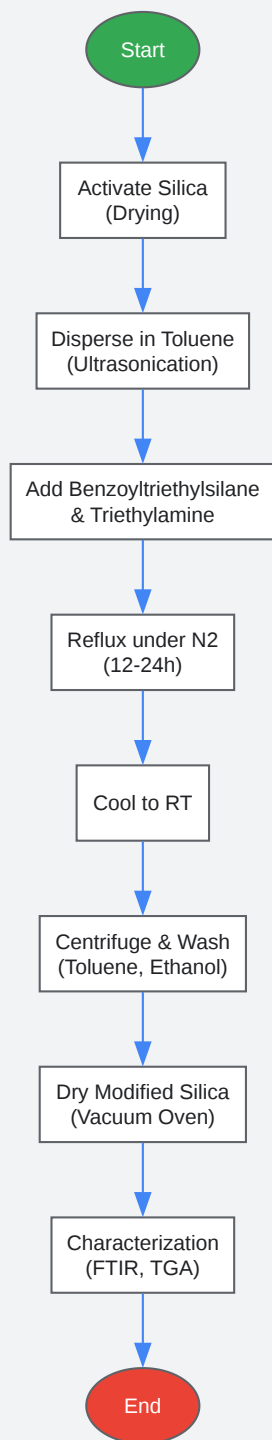 Start
Activate Silica
(Drying)
Disperse in Toluene
(Ultrasonication)
Add Benzoyltriethylsilane
& Triethylamine
Reflux under N2
(12-24h)
Cool to RT
Centrifuge & Wash
(Toluene, Ethanol)
Dry Modified Silica
(Vacuum Oven)
Characterization
(FTIR, TGA)
End